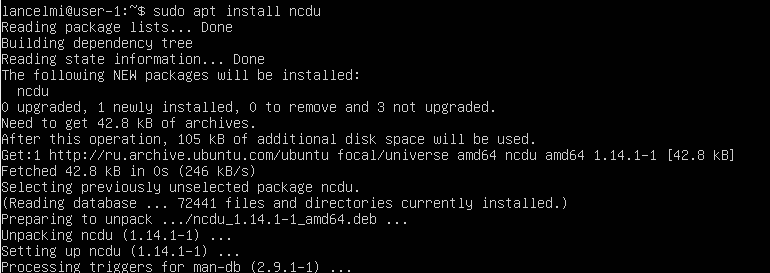 lancelmi@user-1:~$ sudo apt install ncdu
Reading package lists... Done
Building dependency tree
Reading state information... Done
The following NEW packages will be installed:
  ncdu
0 upgraded, 1 newly installed, 0 to remove and 3 not upgraded.
Need to get 42.8 kB of archives.
After this operation, 105 kB of additional disk space will be used.
Get:1 http://ru.archive.ubuntu.com/ubuntu focal/universe amd64 ncdu amd64 1.14.1-1 [42.8 kB]
Fetched 42.8 kB in 0s (246 kB/s)
Selecting previously unselected package ncdu.
(Reading database ... 72441 files and directories currently installed.)
Preparing to unpack .../ncdu_1.14.1-1_amd64.deb ...
Unpacking ncdu (1.14.1-1) ...
Setting up ncdu (1.14.1-1) ...
Processing triggers for man-db (2.9.1-1) ...